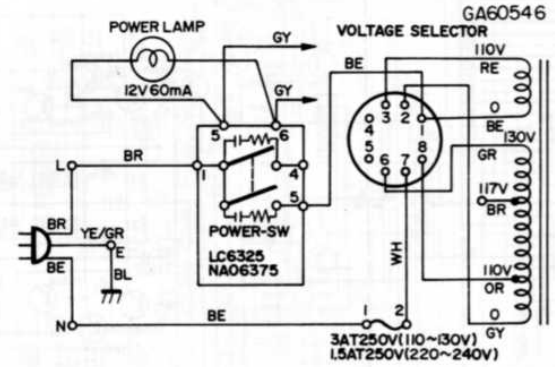 GA60546
POWER LAMP
VOLTAGE SELECTOR
GY
BE
110V
RE
GY
12V 60mA
5
6
3
2
1
4
5
6
7
8
O
BE
130V
GR
L
BR
1
4
117V
BR
5
POWER-SW
BR
YE/GR
E
BE
BL
LC6325
NA06375
WH
110V
OR
O
GY
N
BE
1
2
3AT250V(110~130V)
1.5AT250V(220~240V)